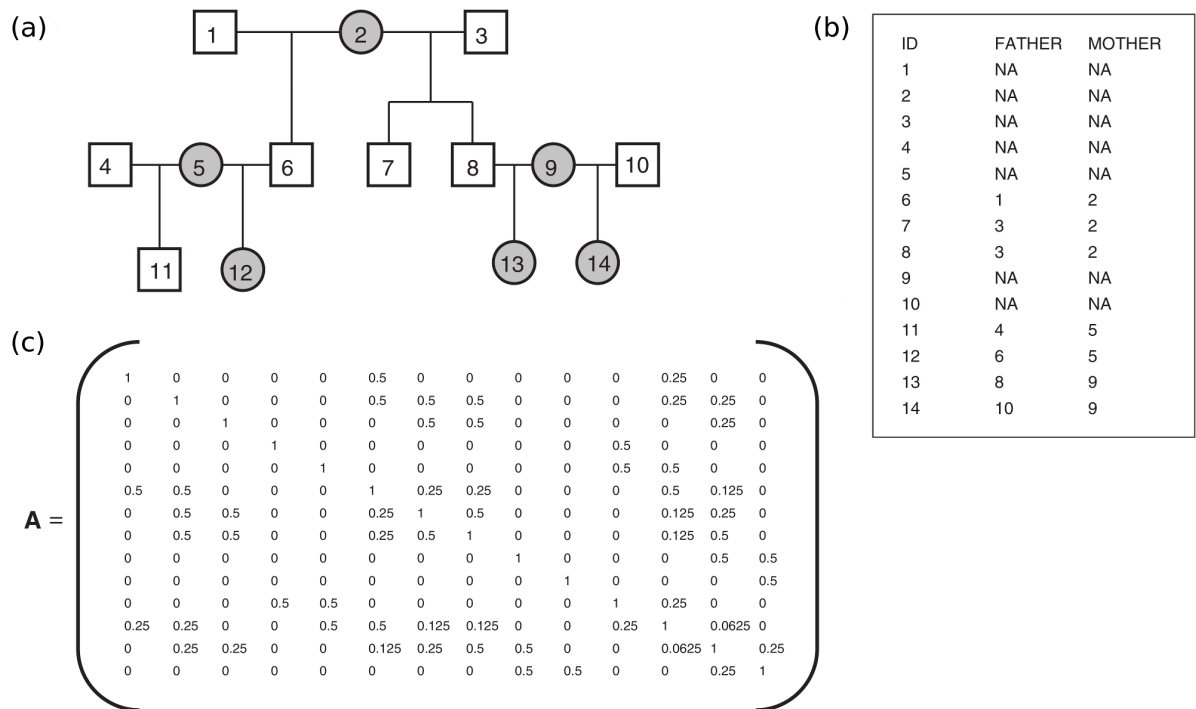 (a)
1 2 3
4 5 6 7 8 9 10
11 12 13 14
(b)
ID FATHER MOTHER
1 NA NA
2 NA NA
3 NA NA
4 NA NA
5 NA NA
6 1 2
7 3 2
8 3 2
9 NA NA
10 NA NA
11 4 5
12 6 5
13 8 9
14 10 9
(c)
A =
1 0 0 0 0 0.5 0 0 0 0 0 0.25 0 0
0 1 0 0 0 0.5 0.5 0.5 0 0 0 0.25 0.25 0
0 0 1 0 0 0 0.5 0.5 0 0 0 0 0.25 0
0 0 0 1 0 0 0 0 0 0 0.5 0 0 0
0 0 0 0 1 0 0 0 0 0 0.5 0.5 0 0
0.5 0.5 0 0 0 1 0.25 0.25 0 0 0 0.5 0.125 0
0 0.5 0.5 0 0 0.25 1 0.5 0 0 0 0.125 0.25 0
0 0.5 0.5 0 0 0.25 0.5 1 0 0 0 0.125 0.5 0
0 0 0 0 0 0 0 0 1 0 0 0 0.5 0.5
0 0 0 0 0 0 0 0 0 1 0 0 0 0.5
0 0 0 0.5 0.5 0 0 0 0 0 1 0.25 0 0
0.25 0.25 0 0 0.5 0.5 0.125 0.125 0 0 0.25 1 0.0625 0
0 0.25 0.25 0 0 0.125 0.25 0.5 0.5 0 0 0.0625 1 0.25
0 0 0 0 0 0 0 0 0.5 0.5 0 0 0.25 1